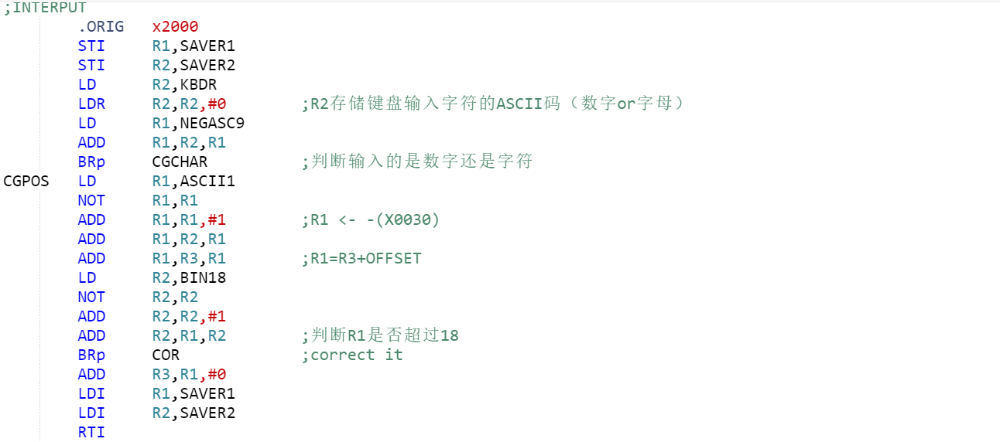 ;INTERPUT
.ORIG x2000
STI R1,SAVER1
STI R2,SAVER2
LD R2,KBDR
LDR R2,R2,#0 ;R2存储键盘输入字符的ASCII码（数字or字母）
LD R1,NEGASC9
ADD R1,R2,R1
BRp CGCHAR ;判断输入的是数字还是字符
CGPOS LD R1,ASCII1
NOT R1,R1
ADD R1,R1,#1 ;R1 <- -(X0030)
ADD R1,R2,R1
ADD R1,R3,R1 ;R1=R3+OFFSET
LD R2,BIN18
NOT R2,R2
ADD R2,R2,#1
ADD R2,R1,R2 ;判断R1是否超过18
BRp COR ;correct it
ADD R3,R1,#0
LDI R1,SAVER1
LDI R2,SAVER2
RTI